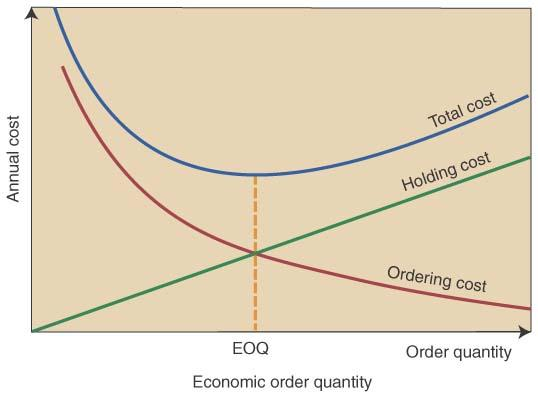 Annual cost
Total cost
Holding cost
Ordering cost
EOQ
Order quantity
Economic order quantity